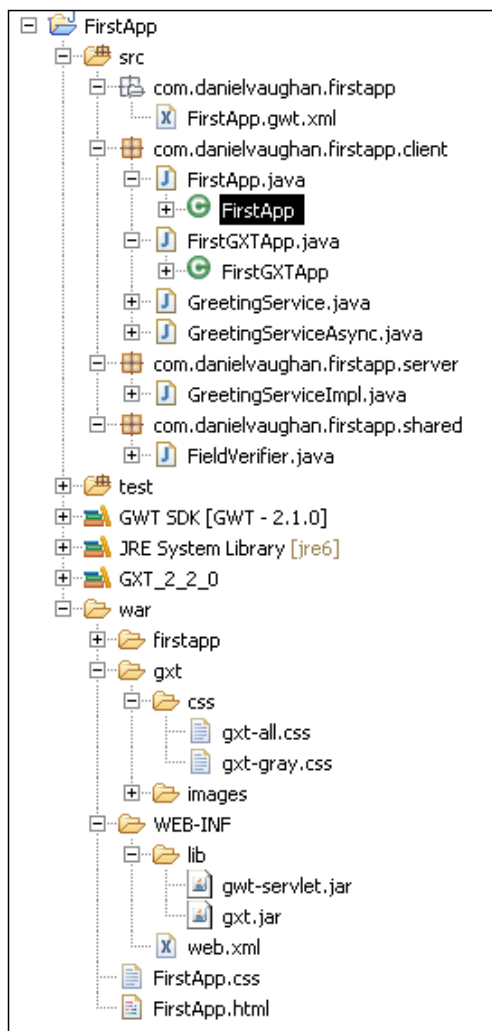 FirstApp
src
com.danielvaughan.firstapp
FirstApp.gwt.xml
com.danielvaughan.firstapp.client
FirstApp.java
FirstApp
FirstGXTApp.java
FirstGXTApp
GreetingService.java
GreetingServiceAsync.java
com.danielvaughan.firstapp.server
GreetingServiceImpl.java
com.danielvaughan.firstapp.shared
FieldVerifier.java
test
GWT SDK [GWT - 2.1.0]
JRE System Library [jre6]
GXT_2_2_0
war
firstapp
gxt
css
gxt-all.css
gxt-gray.css
images
WEB-INF
lib
gwt-servlet.jar
gxt.jar
web.xml
FirstApp.css
FirstApp.html